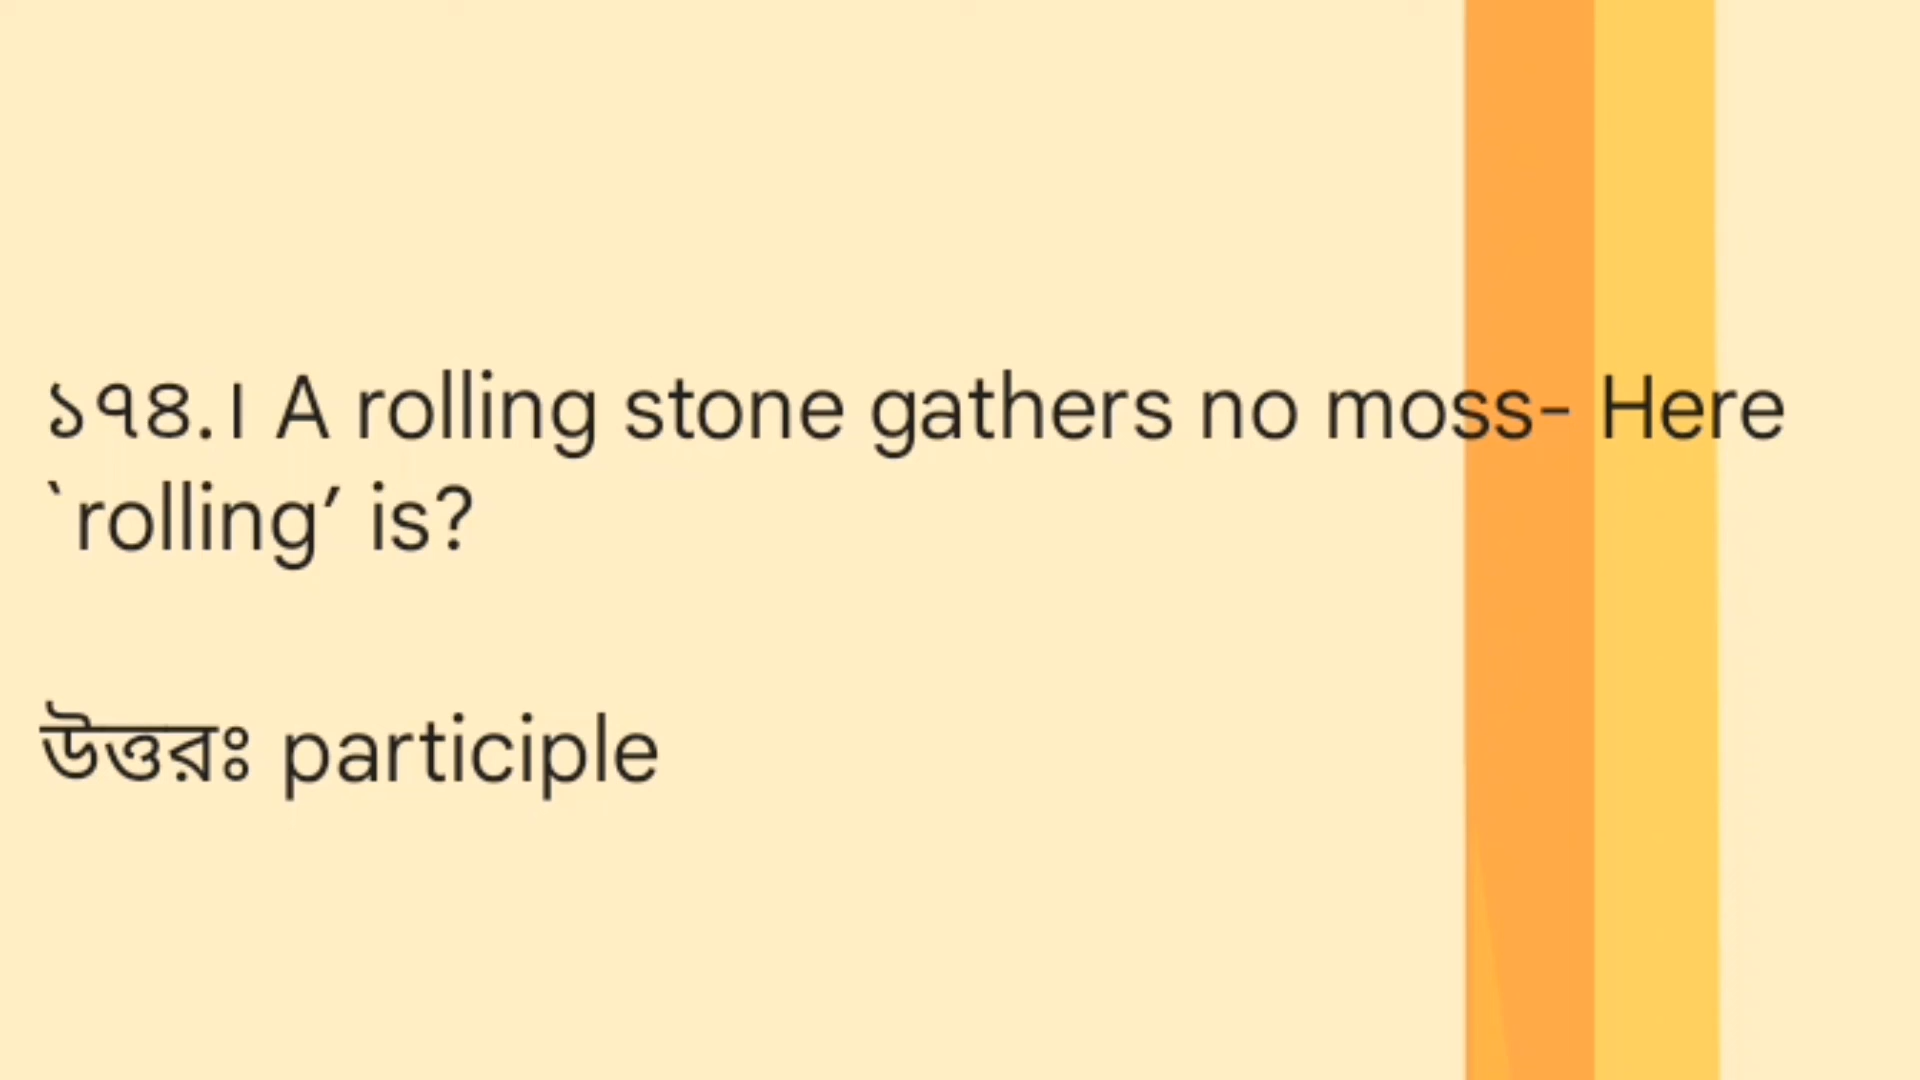 ১৭৪.। A rolling stone gathers no moss- Here
`rolling’ is?
উত্তরঃ participle